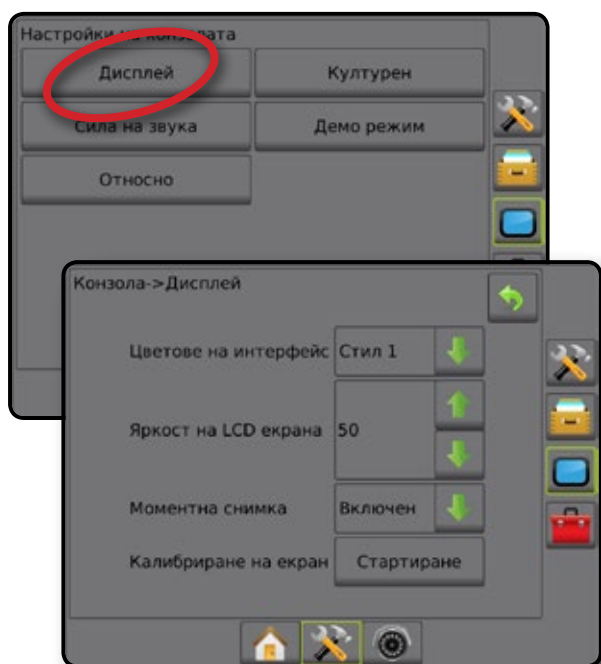 Настройки на конзолата
Дисплей
Културен
Сила на звука
Демо режим
Относно
Конзола->Дисплей
Цветове на интерфейс Стил 1
Яркост на LCD екрана 50
Моментна снимка Включен
Калибриране на екран Стартиране